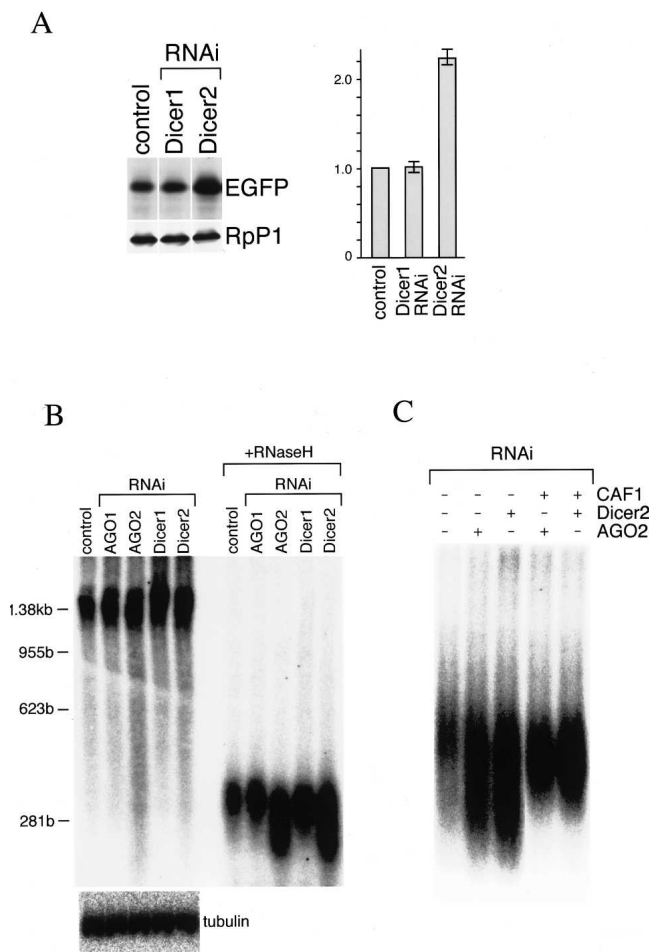 A
RNAi
control
Dicer1
Dicer2
EGFP
RpP1
2.0
1.0
0
control
Dicer1
RNAi
Dicer2
RNAi
B
+RNaseH
RNAi
RNAi
control
AGO1
AGO2
Dicer1
Dicer2
control
AGO1
AGO2
Dicer1
Dicer2
1.38kb
955b
623b
281b
tubulin
C
RNAi
- - - + + CAF1
- - + - + Dicer2
- + - + - AGO2